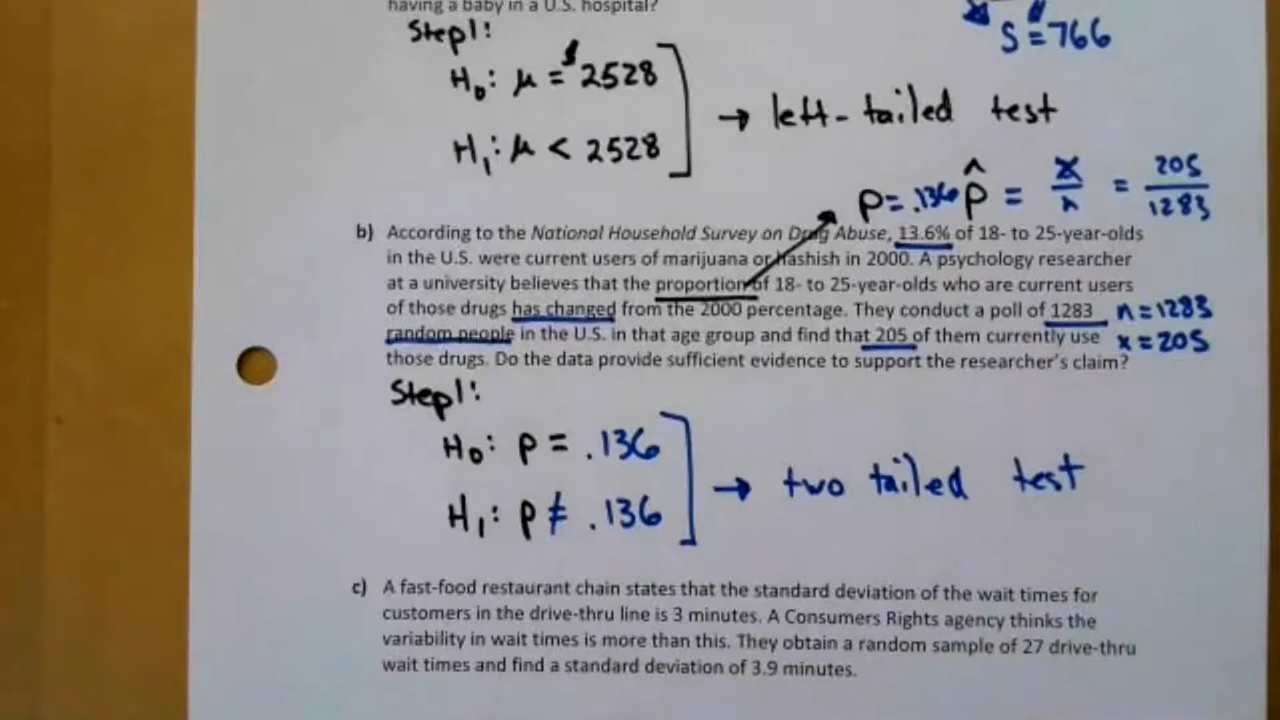 having a baby in a U.S. hospital?
Step1:
S = 766
H₀: μ = $2528
H₁: μ < 2528
→ left-tailed test
p = .136 p̂ = x/n = 205/1283
b) According to the National Household Survey on Drug Abuse, 13.6% of 18- to 25-year-olds
in the U.S. were current users of marijuana or hashish in 2000. A psychology researcher
at a university believes that the proportion of 18- to 25-year-olds who are current users
of those drugs has changed from the 2000 percentage. They conduct a poll of 1283 n = 1283
random people in the U.S. in that age group and find that 205 of them currently use x = 205
those drugs. Do the data provide sufficient evidence to support the researcher's claim?
Step1:
H₀: p = .136
H₁: p ≠ .136
→ two tailed test
c) A fast-food restaurant chain states that the standard deviation of the wait times for
customers in the drive-thru line is 3 minutes. A Consumers Rights agency thinks the
variability in wait times is more than this. They obtain a random sample of 27 drive-thru
wait times and find a standard deviation of 3.9 minutes.